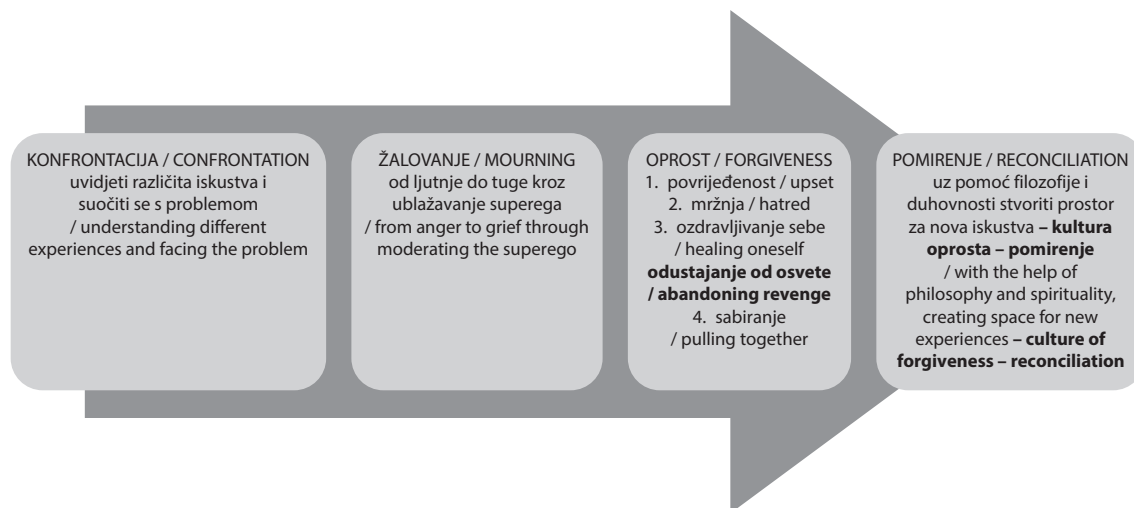 KONFRONTACIJA / CONFRONTATION
uvidjeti različita iskustva i
suočiti se s problemom
/ understanding different
experiences and facing the problem
ŽALOVANJE / MOURNING
od ljutnje do tuge kroz
ublažavanje superega
/ from anger to grief through
moderating the superego
OPROST / FORGIVENESS
1. povrijeđenost / upset
2. mržnja / hatred
3. ozdravljivanje sebe
/ healing oneself
odustajanje od osvete
/ abandoning revenge
4. sabiranje
/ pulling together
POMIRENJE / RECONCILIATION
uz pomoć filozofije i
duhovnosti stvoriti prostor
za nova iskustva – kultura
oprosta – pomirenje
/ with the help of
philosophy and spirituality,
creating space for new
experiences – culture of
forgiveness – reconciliation